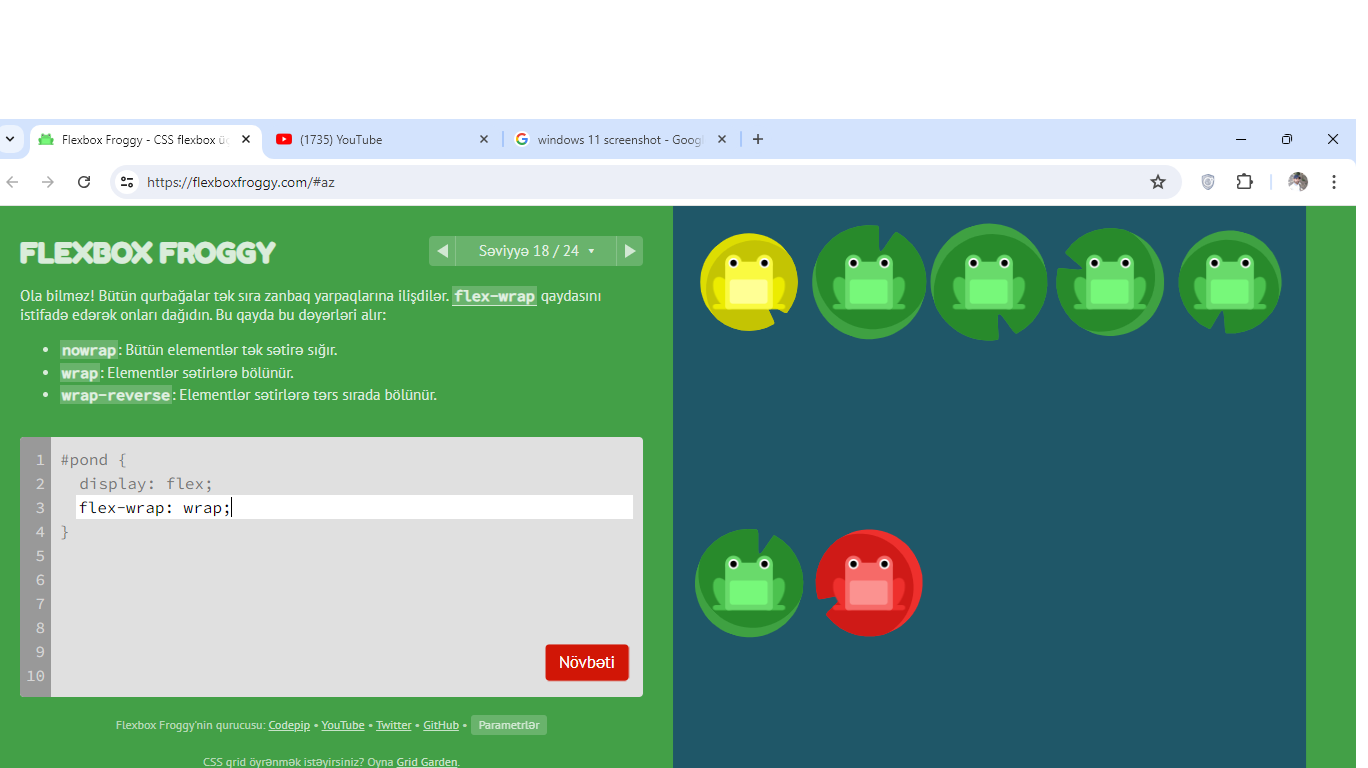 Flexbox Froggy - CSS flexbox ü
(1735) YouTube
windows 11 screenshot - Goog
https://flexboxfroggy.com/#az
FLEXBOX FROGGY
Səviyyə 18 / 24
Ola bilməz! Bütün qurbağalar tək sıra zanbaq yarpaqlarına ilişdilər. flex-wrap qaydasını
istifadə edərək onları dağıdın. Bu qayda bu dəyərləri alır:
• nowrap: Bütün elementlər tək sətirə sığır.
• wrap: Elementlər sətirlərə bölünür.
• wrap-reverse: Elementlər sətirlərə tərs sırada bölünür.
1 #pond {
2 display: flex;
3 flex-wrap: wrap;
4 }
5
6
7
8
9
10
Növbəti
Flexbox Froggy'nin qurucusu: Codepip • YouTube • Twitter • GitHub • Parametrlər
CSS grid öyrənmək istəyirsiniz? Oyna Grid Garden.